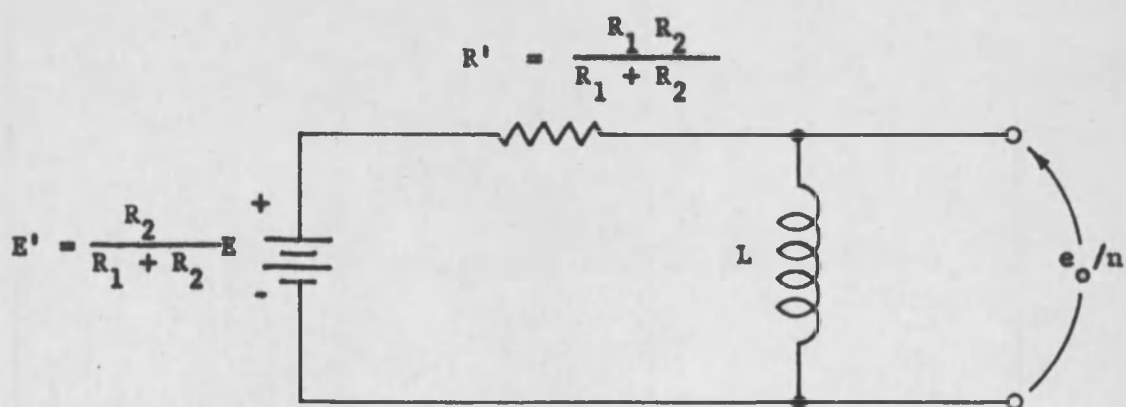 R' = R1 R2
R1 + R2
+
E' = R2 E
R1 + R2
-
L
eo/n